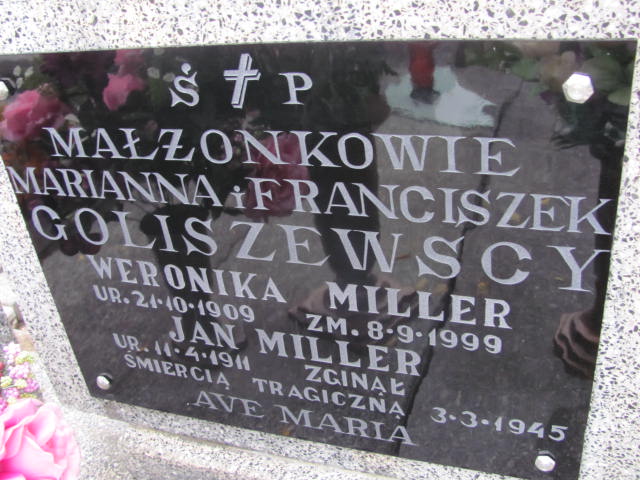 Ś † P
MAŁŻONKOWIE
MARIANNA i FRANCISZEK
GOLISZEWSCY
WERONIKA MILLER
UR. 21·10·1909 ZM. 8·9·1999
JAN MILLER
UR. 11·4·1911 ZGINĄŁ
ŚMIERCIĄ TRAGICZNĄ 3·3·1945
AVE MARIA